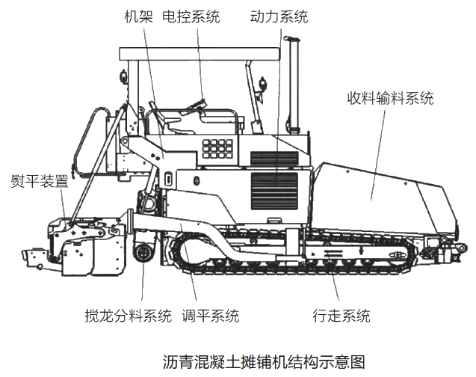 机架 电控系统 动力系统
收料输料系统
熨平装置
搅龙分料系统 调平系统 行走系统
沥青混凝土摊铺机结构示意图